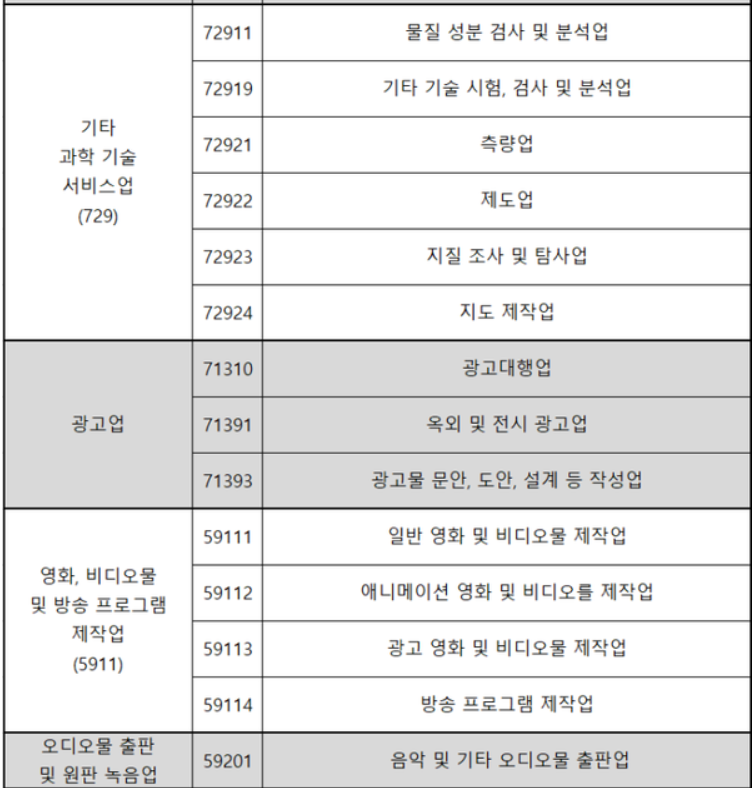 기타
과학 기술
서비스업
(729)
72911 물질 성분 검사 및 분석업
72919 기타 기술 시험, 검사 및 분석업
72921 측량업
72922 제도업
72923 지질 조사 및 탐사업
72924 지도 제작업
광고업
71310 광고대행업
71391 옥외 및 전시 광고업
71393 광고물 문안, 도안, 설계 등 작성업
영화, 비디오물
및 방송 프로그램
제작업
(5911)
59111 일반 영화 및 비디오물 제작업
59112 애니메이션 영화 및 비디오를 제작업
59113 광고 영화 및 비디오물 제작업
59114 방송 프로그램 제작업
오디오물 출판
및 원판 녹음업
59201 음악 및 기타 오디오물 출판업